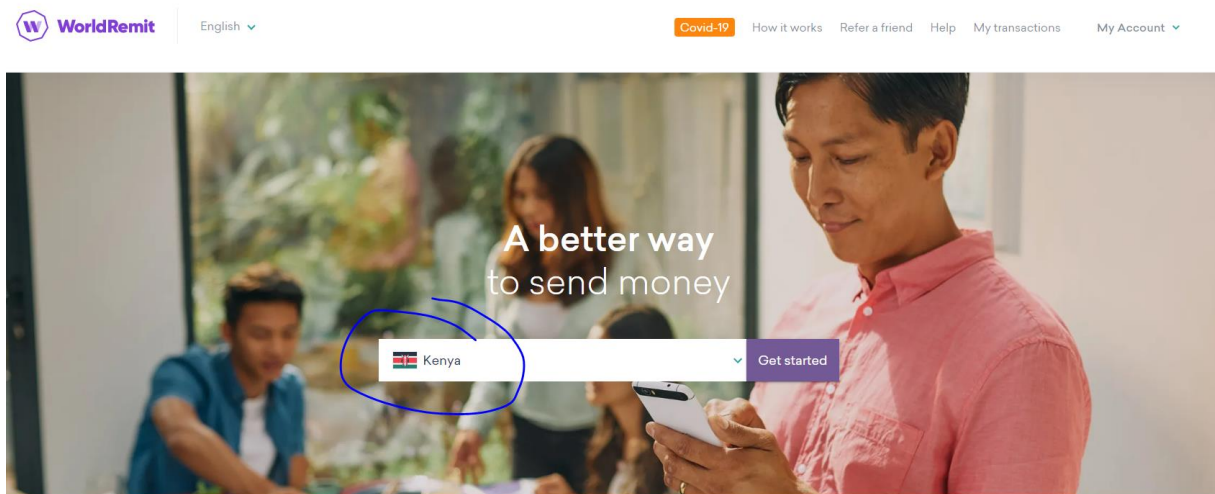 WorldRemit
English
Covid-19 How it works Refer a friend Help My transactions My Account
A better way
to send money
Kenya
Get started